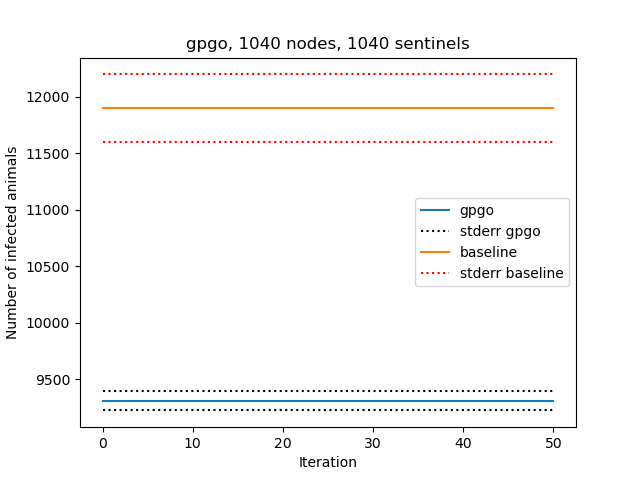 gpgo, 1040 nodes, 1040 sentinels
Number of infected animals
12000
11500
11000
10500
10000
9500
gpgo
stderr gpgo
baseline
stderr baseline
0 10 20 30 40 50
Iteration